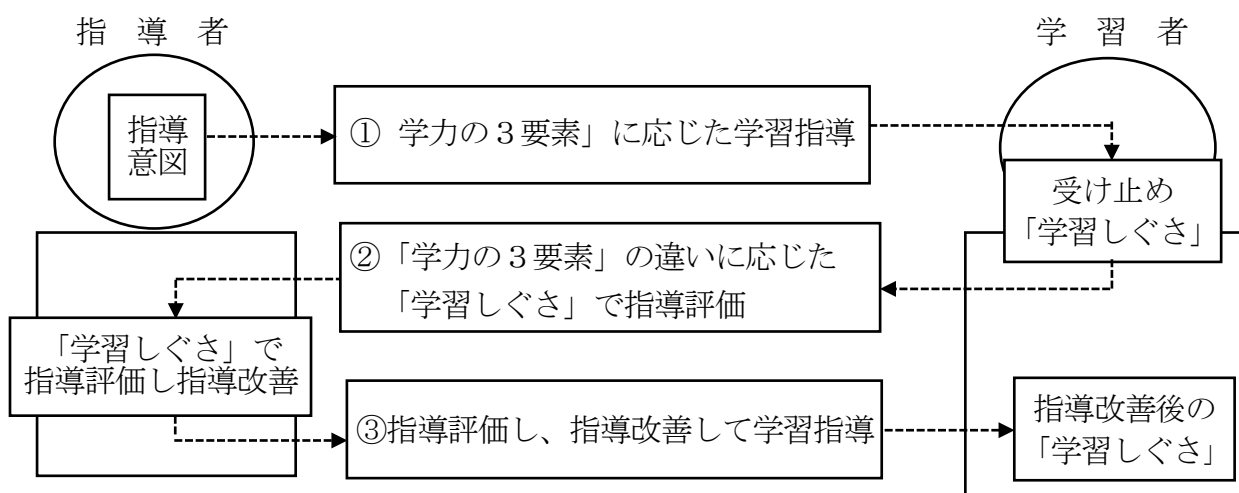 指 導 者
学 習 者
指導
意図
① 学力の３要素」に応じた学習指導
受け止め
「学習しぐさ」
②「学力の３要素」の違いに応じた
「学習しぐさ」で指導評価
「学習しぐさ」で
指導評価し指導改善
③指導評価し、指導改善して学習指導
指導改善後の
「学習しぐさ」